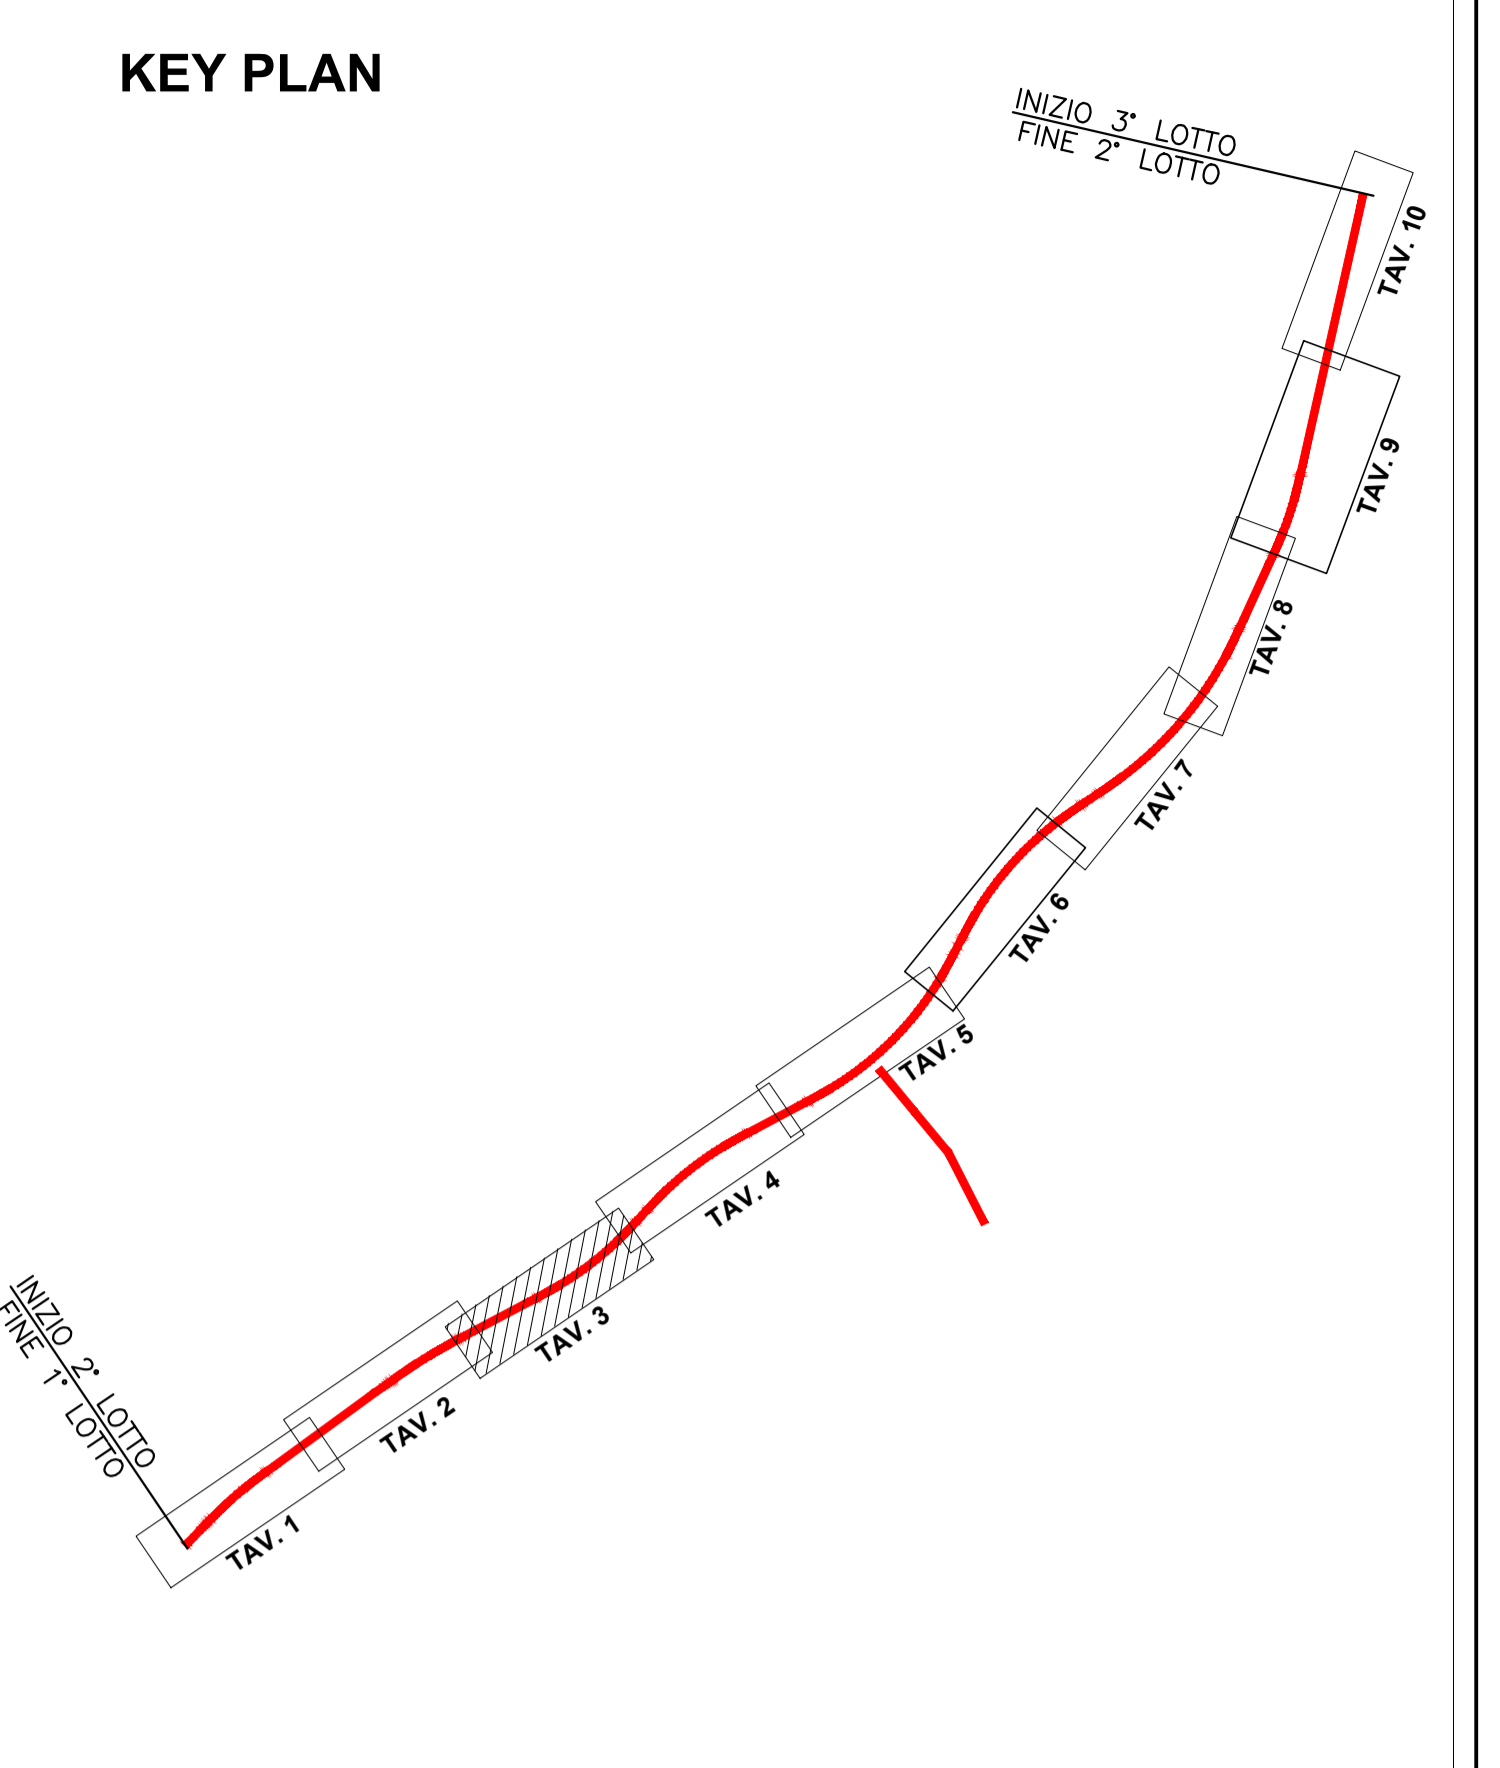 KEY PLAN
INIZIO 3° LOTTO
FINE 2° LOTTO
TAV. 10
TAV. 9
TAV. 8
TAV. 7
TAV. 6
TAV. 5
TAV. 4
TAV. 3
TAV. 2
TAV. 1
INIZIO 2° LOTTO
FINE 1° LOTTO